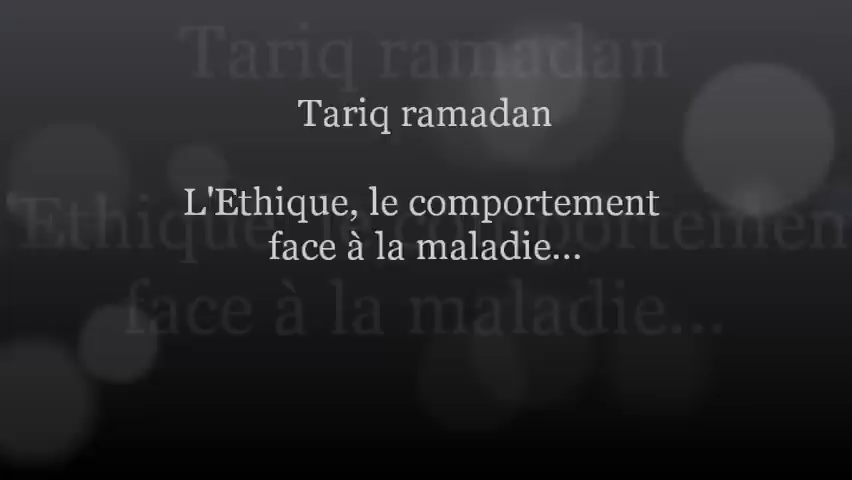 Tariq ramadan
L'Ethique, le comportement
face à la maladie...